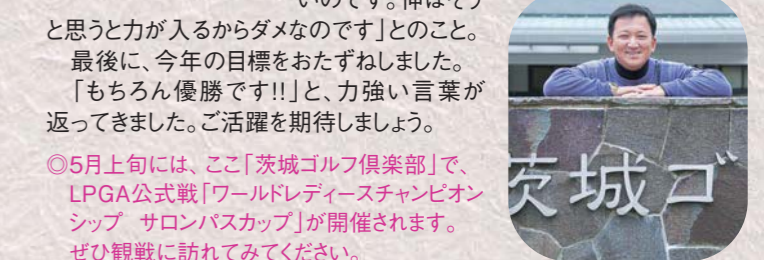 いのです。伸ばそう
と思うと力が入るからダメなのです」とのこと。
最後に、今年の目標をおたずねしました。
「もちろん優勝です!!」と、力強い言葉が
返ってきました。ご活躍を期待しましょう。
◎5月上旬には、ここ「茨城ゴルフ倶楽部」で、
LPGA公式戦「ワールドレディースチャンピオン
シップ　サロンパスカップ」が開催されます。
ぜひ観戦に訪れてみてください。
茨城ゴ